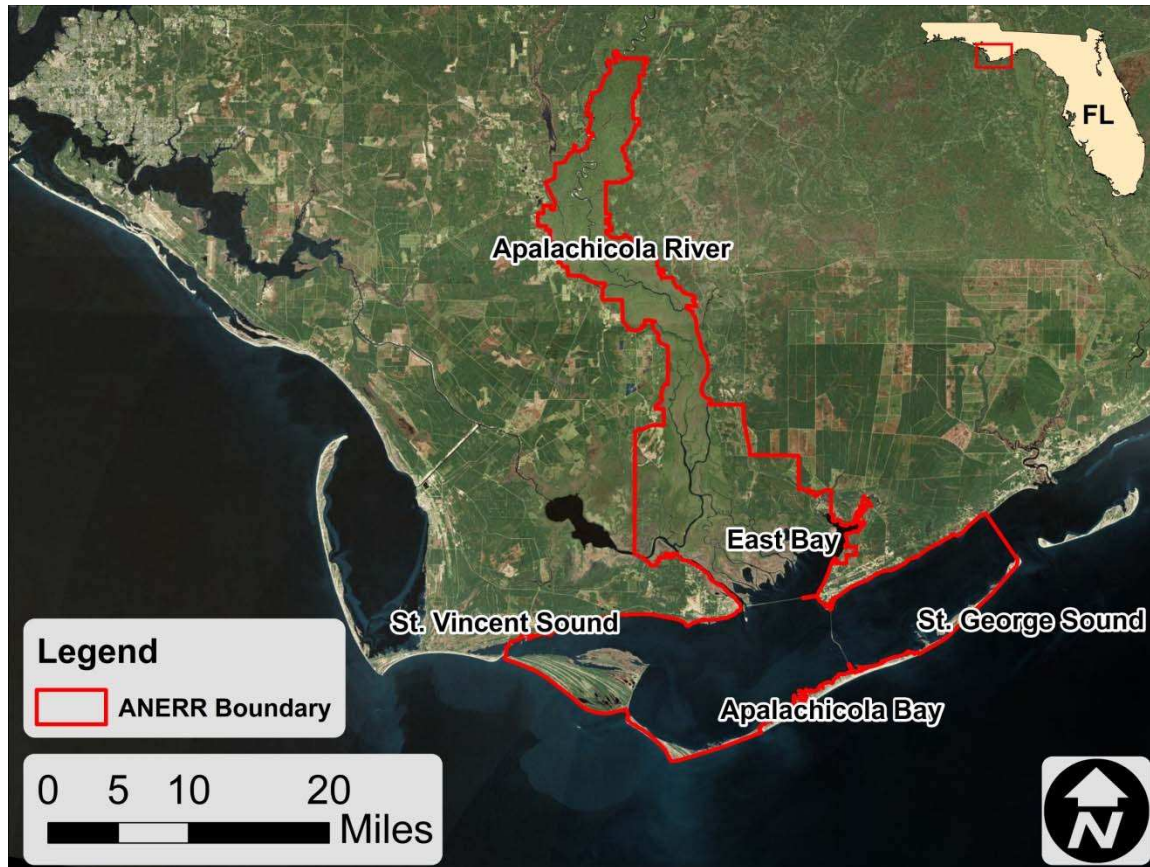 FL
Apalachicola River
East Bay
St. Vincent Sound
St. George Sound
Apalachicola Bay
Legend
ANERR Boundary
0 5 10 20
Miles
N